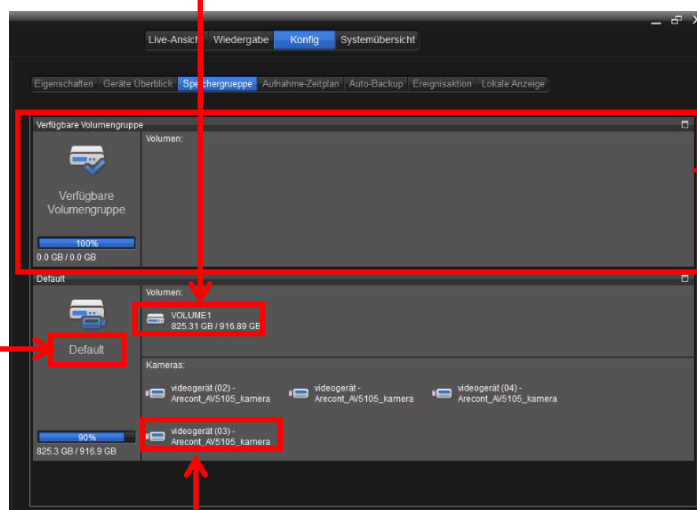 Live-Ansich Wiedergabe Konfig Systemübersicht
Eigenschaften Geräte Überblick Speichergrueppe Aufnahme-Zeitplan Auto-Backup Ereignisaktion Lokale Anzeige
Verfügbare Volumengruppe
Volumen:
Verfügbare
Volumengruppe
100%
0.0 GB / 0.0 GB
Default
Volumen:
VOLUME1
825.31 GB / 916.89 GB
Default
Kameras:
videogerät (02) -
Arecont_AV5105_kamera
videogerät -
Arecont_AV5105_kamera
videogerät (04) -
Arecont_AV5105_kamera
videogerät (03) -
Arecont_AV5105_kamera
90%
825.3 GB / 916.9 GB